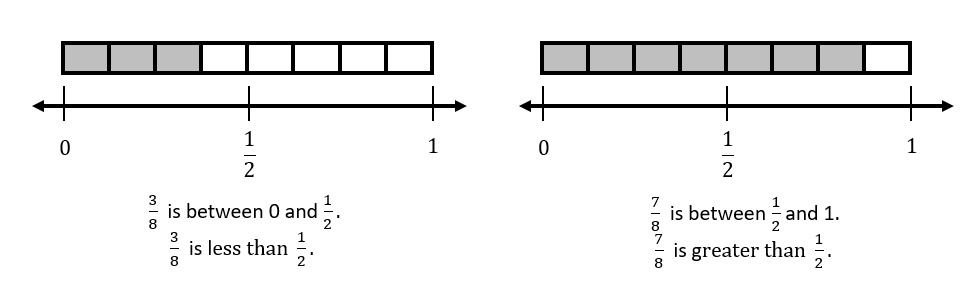 0 1/2 1
3/8 is between 0 and 1/2.
3/8 is less than 1/2.
0 1/2 1
7/8 is between 1/2 and 1.
7/8 is greater than 1/2.